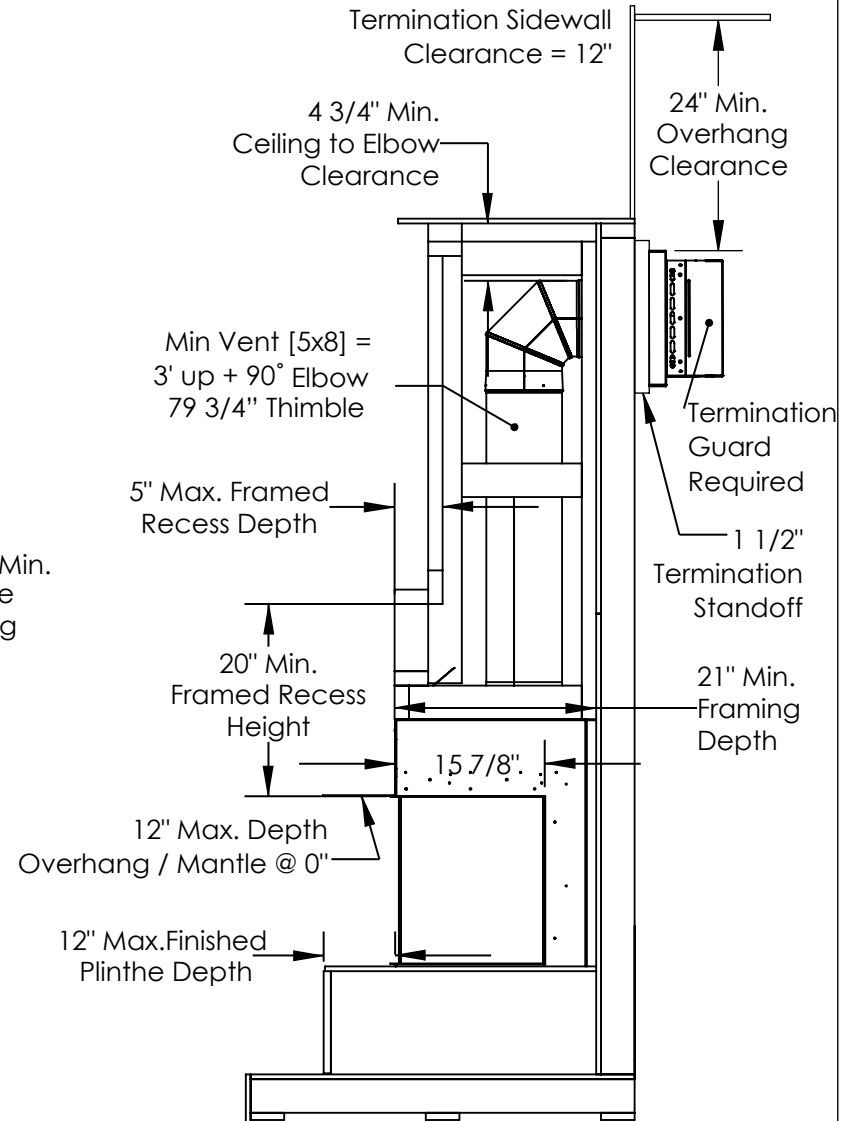 Termination Sidewall
Clearance = 12"
4 3/4" Min.
Ceiling to Elbow
Clearance
24" Min.
Overhang
Clearance
Min Vent [5x8] =
3' up + 90° Elbow
79 3/4” Thimble
Termination
Guard
Required
5" Max. Framed
Recess Depth
1 1/2"
Termination
Standoff
Min.
e
g
20" Min.
Framed Recess
Height
21" Min.
Framing
Depth
15 7/8"
12" Max. Depth
Overhang / Mantle @ 0"
12" Max.Finished
Plinthe Depth